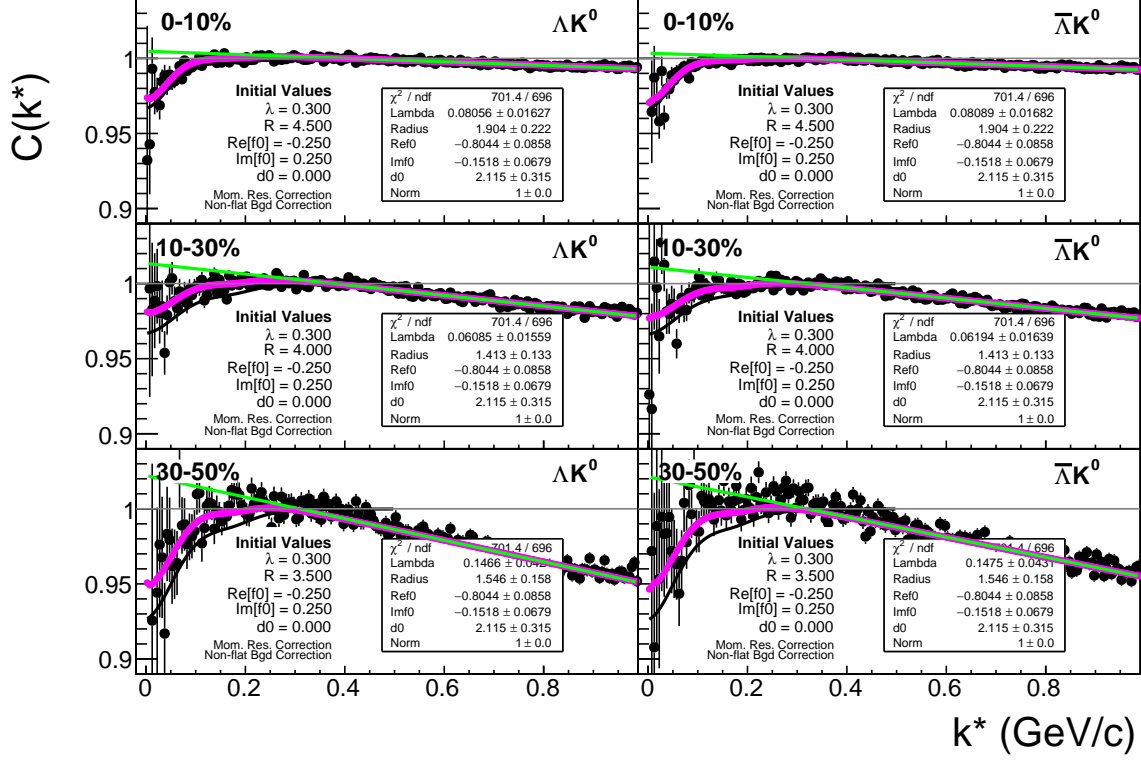 C(k*)
0-10%
ΛK⁰
1
0.95
0.9
Initial Values
λ = 0.300
R = 4.500
Re[f0] = -0.250
Im[f0] = 0.250
d0 = 0.000
Mom. Res. Correction
Non-flat Bgd Correction
χ² / ndf 701.4 / 696
Lambda 0.08056 ± 0.01627
Radius 1.904 ± 0.222
Ref0 −0.8044 ± 0.0858
Imf0 −0.1518 ± 0.0679
d0 2.115 ± 0.315
Norm 1 ± 0.0
0-10%
Λ̅K⁰
Initial Values
λ = 0.300
R = 4.500
Re[f0] = -0.250
Im[f0] = 0.250
d0 = 0.000
Mom. Res. Correction
Non-flat Bgd Correction
χ² / ndf 701.4 / 696
Lambda 0.08089 ± 0.01682
Radius 1.904 ± 0.222
Ref0 −0.8044 ± 0.0858
Imf0 −0.1518 ± 0.0679
d0 2.115 ± 0.315
Norm 1 ± 0.0
10-30%
ΛK⁰
1
0.95
0.9
Initial Values
λ = 0.300
R = 4.000
Re[f0] = -0.250
Im[f0] = 0.250
d0 = 0.000
Mom. Res. Correction
Non-flat Bgd Correction
χ² / ndf 701.4 / 696
Lambda 0.06085 ± 0.01559
Radius 1.413 ± 0.133
Ref0 −0.8044 ± 0.0858
Imf0 −0.1518 ± 0.0679
d0 2.115 ± 0.315
Norm 1 ± 0.0
10-30%
Λ̅K⁰
Initial Values
λ = 0.300
R = 4.000
Re[f0] = -0.250
Im[f0] = 0.250
d0 = 0.000
Mom. Res. Correction
Non-flat Bgd Correction
χ² / ndf 701.4 / 696
Lambda 0.06194 ± 0.01639
Radius 1.413 ± 0.133
Ref0 −0.8044 ± 0.0858
Imf0 −0.1518 ± 0.0679
d0 2.115 ± 0.315
Norm 1 ± 0.0
30-50%
ΛK⁰
1
0.95
0.9
Initial Values
λ = 0.300
R = 3.500
Re[f0] = -0.250
Im[f0] = 0.250
d0 = 0.000
Mom. Res. Correction
Non-flat Bgd Correction
χ² / ndf 701.4 / 696
Lambda 0.1466 ±
Radius 1.546 ± 0.158
Ref0 −0.8044 ± 0.0858
Imf0 −0.1518 ± 0.0679
d0 2.115 ± 0.315
Norm 1 ± 0.0
30-50%
Λ̅K⁰
Initial Values
λ = 0.300
R = 3.500
Re[f0] = -0.250
Im[f0] = 0.250
d0 = 0.000
Mom. Res. Correction
Non-flat Bgd Correction
χ² / ndf 701.4 / 696
Lambda 0.1475 ± 0.0431
Radius 1.546 ± 0.158
Ref0 −0.8044 ± 0.0858
Imf0 −0.1518 ± 0.0679
d0 2.115 ± 0.315
Norm 1 ± 0.0
0 0.2 0.4 0.6 0.8
0 0.2 0.4 0.6 0.8
k* (GeV/c)